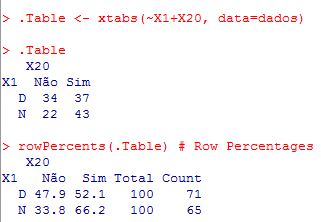 > .Table <- xtabs(~X1+X20, data=dados)
> .Table
X20
X1 Não Sim
D 34 37
N 22 43
> rowPercents(.Table) # Row Percentages
X20
X1 Não Sim Total Count
D 47.9 52.1 100 71
N 33.8 66.2 100 65